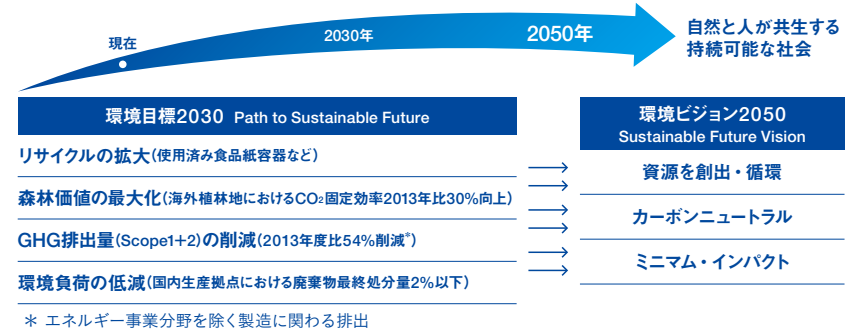 現在
2030年
2050年
自然と人が共生する
持続可能な社会
環境目標2030 Path to Sustainable Future
リサイクルの拡大(使用済み食品紙容器など)
森林価値の最大化(海外植林地におけるCO₂固定効率2013年比30%向上)
GHG排出量(Scope1+2)の削減(2013年度比54%削減*)
環境負荷の低減(国内生産拠点における廃棄物最終処分量2%以下)
＊ エネルギー事業分野を除く製造に関わる排出
環境ビジョン2050
Sustainable Future Vision
資源を創出・循環
カーボンニュートラル
ミニマム・インパクト